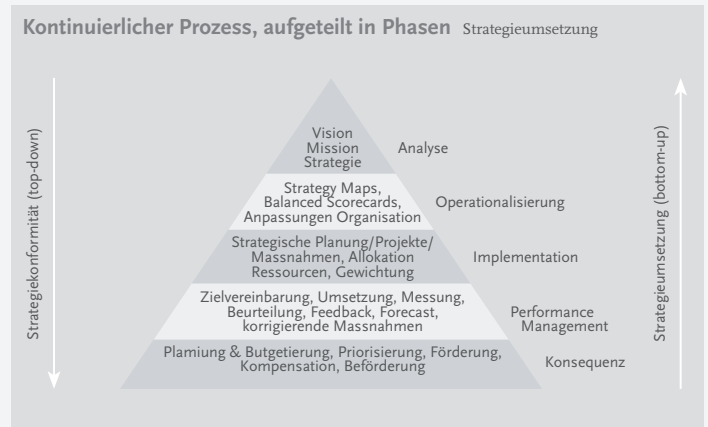 Kontinuierlicher Prozess, aufgeteilt in Phasen Strategieumsetzung
Strategiekonformität (top-down)
Vision
Mission
Strategie
Analyse
Strategy Maps,
Balanced Scorecards,
Anpassungen Organisation
Operationalisierung
Strategische Planung/Projekte/
Massnahmen, Allokation
Ressourcen, Gewichtung
Implementation
Zielvereinbarung, Umsetzung, Messung,
Beurteilung, Feedback, Forecast,
korrigierende Massnahmen
Performance
Management
Plamiung & Butgetierung, Priorisierung, Förderung,
Kompensation, Beförderung
Konsequenz
Strategieumsetzung (bottom-up)